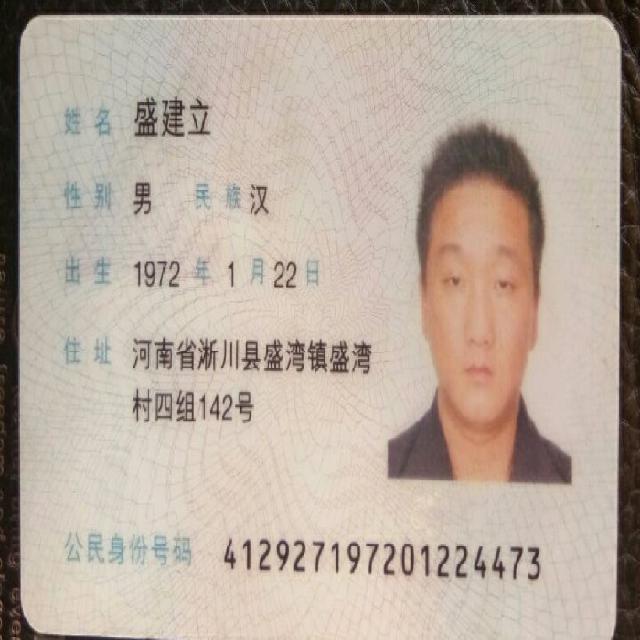 姓名 盛建立
性别 男 民族 汉
出生 1972 年 1 月 22 日
住址 河南省淅川县盛湾镇盛湾
村四组142号
公民身份号码 412927197201224473